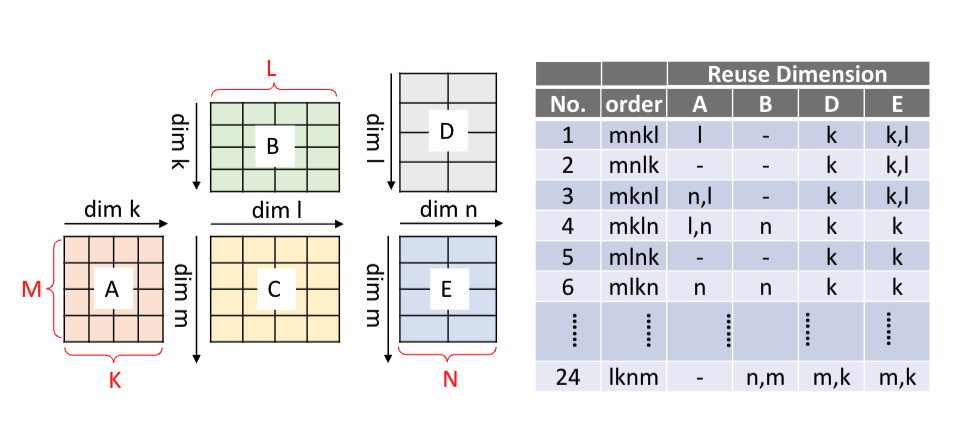 L
B
dim k
D
dim l
dim k
dim l
dim n
M
A
K
dim m
C
dim m
E
N
Reuse Dimension
No. order A B D E
1 mnkl l - k k,l
2 mnlk - - k k,l
3 mknl n,l - k k,l
4 mkln l,n n k k
5 mlnk - - k k
6 mlkn n n k k
24 lknm - n,m m,k m,k